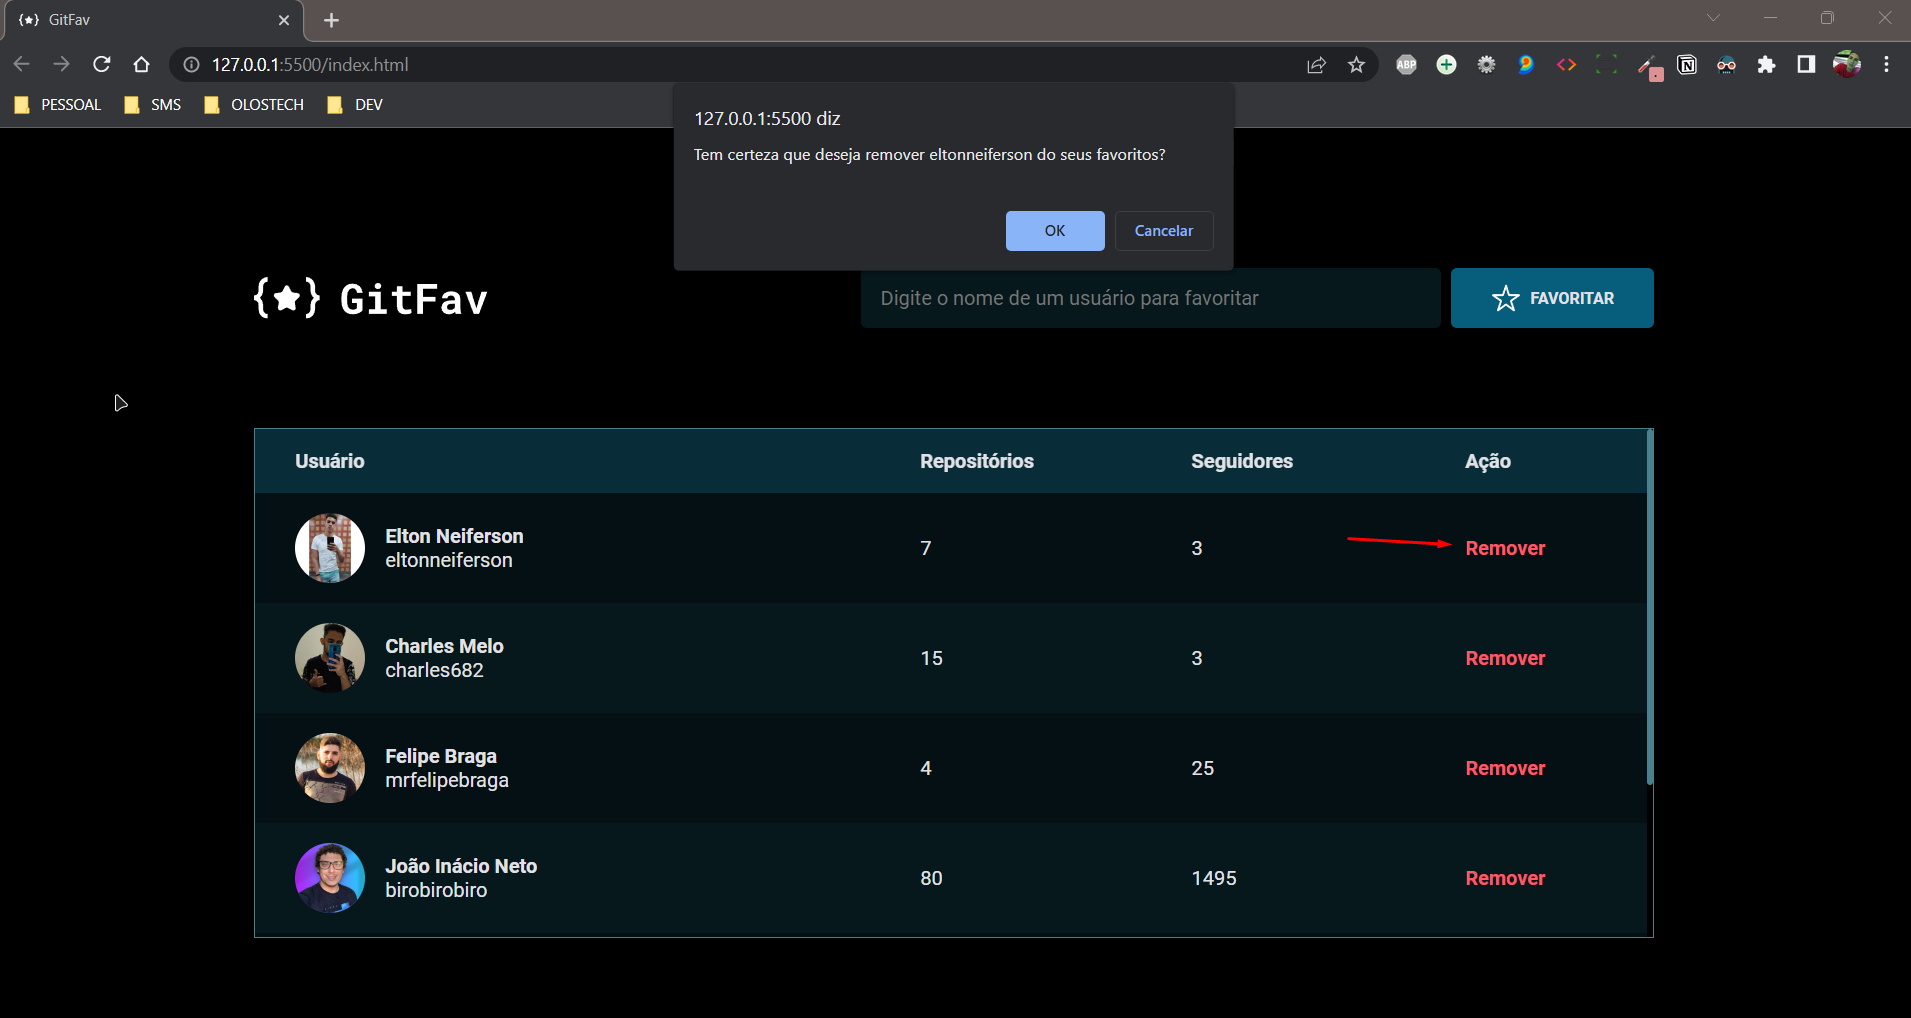 GitFav
127.0.0.1:5500/index.html
ABP
PESSOAL SMS OLOSTECH DEV
127.0.0.1:5500 diz
Tem certeza que deseja remover eltonneiferson do seus favoritos?
OK Cancelar
{★} GitFav
Digite o nome de um usuário para favoritar
FAVORITAR
Usuário Repositórios Seguidores Ação
Elton Neiferson
eltonneiferson
7 3 Remover
Charles Melo
charles682
15 3 Remover
Felipe Braga
mrfelipebraga
4 25 Remover
João Inácio Neto
birobirobiro
80 1495 Remover